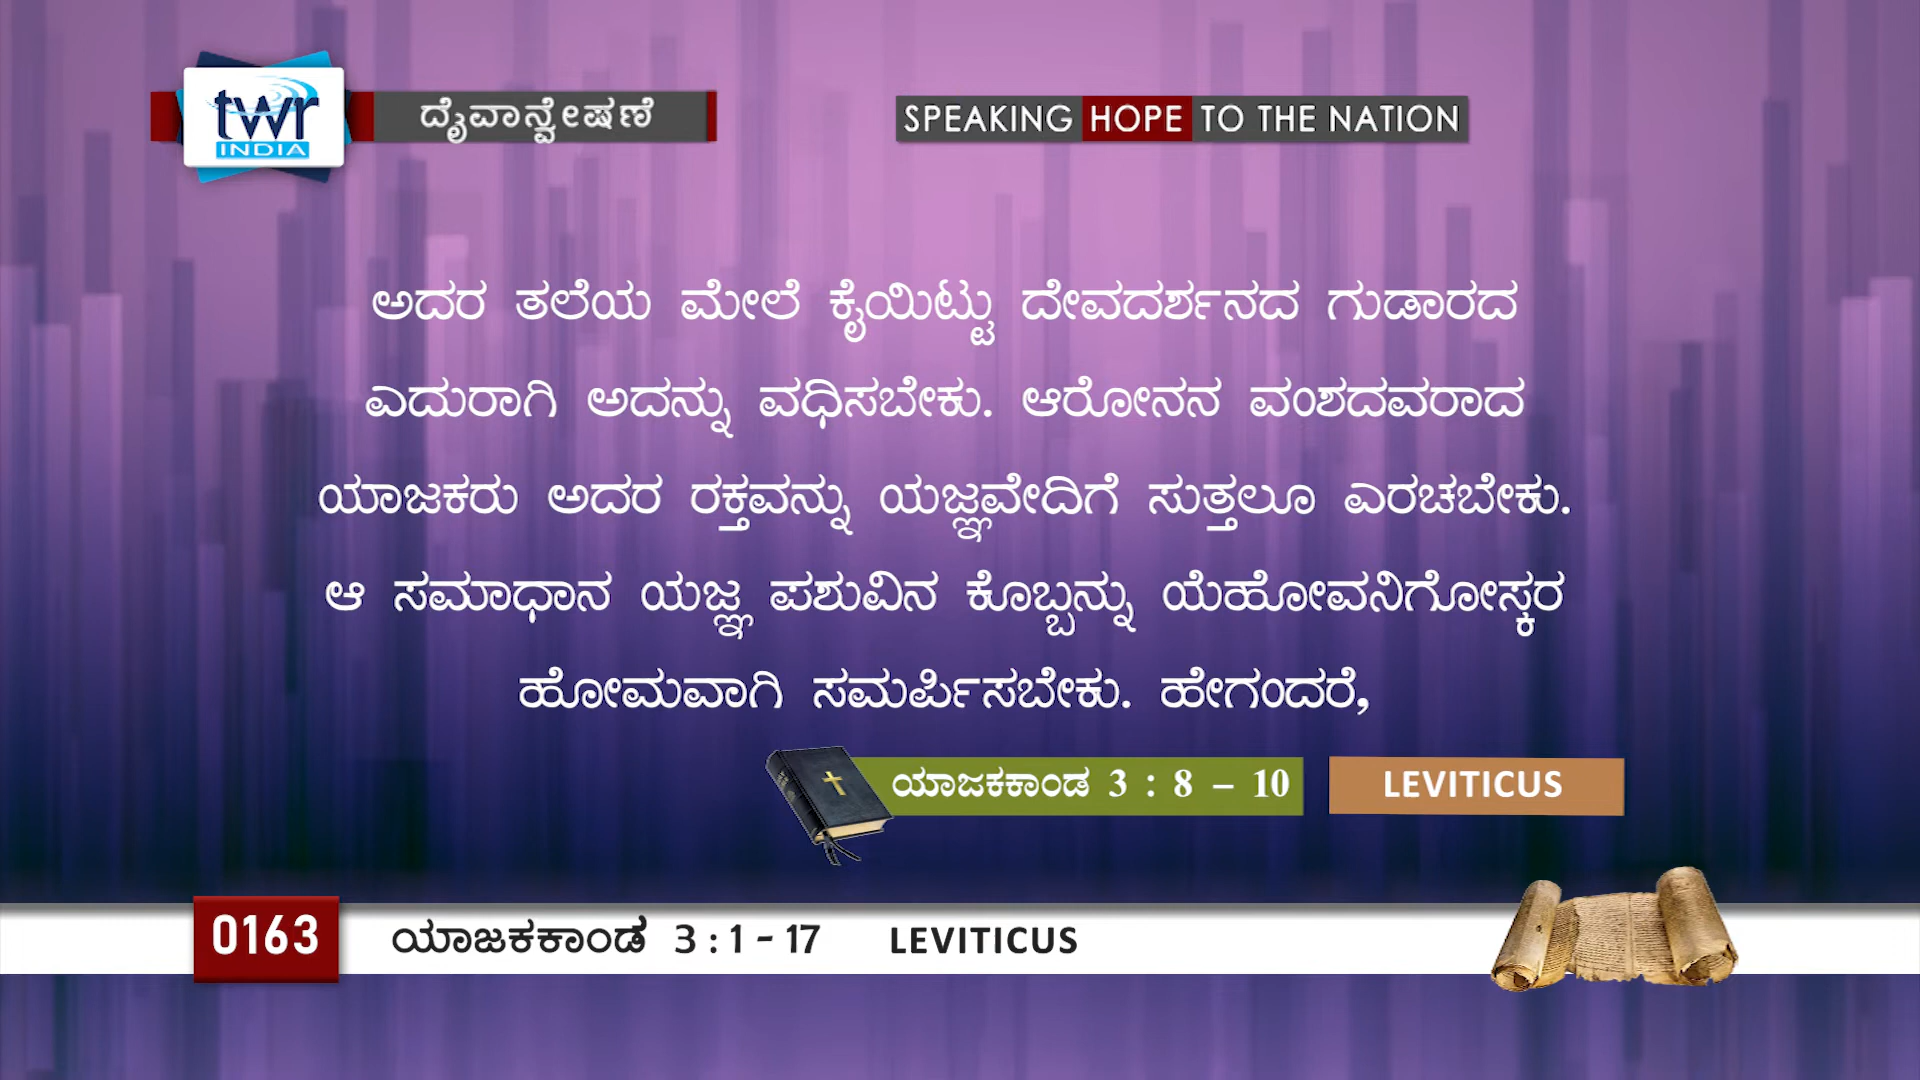 twr
INDIA
ದೈವಾನ್ವೇಷಣೆ
SPEAKING HOPE TO THE NATION
ಅದರ ತಲೆಯ ಮೇಲೆ ಕೈಯಿಟ್ಟು ದೇವದರ್ಶನದ ಗುಡಾರದ
ಎದುರಾಗಿ ಅದನ್ನು ವಧಿಸಬೇಕು. ಆರೋನನ ವಂಶದವರಾದ
ಯಾಜಕರು ಅದರ ರಕ್ತವನ್ನು ಯಜ್ಞವೇದಿಗೆ ಸುತ್ತಲೂ ಎರಚಬೇಕು.
ಆ ಸಮಾಧಾನ ಯಜ್ಞ ಪಶುವಿನ ಕೊಬ್ಬನ್ನು ಯೆಹೋವನಿಗೋಸ್ಕರ
ಹೋಮವಾಗಿ ಸಮರ್ಪಿಸಬೇಕು. ಹೇಗಂದರೆ,
ಯಾಜಕಕಾಂಡ 3 : 8 - 10
LEVITICUS
0163 ಯಾಜಕಕಾಂಡ 3 : 1 - 17 LEVITICUS